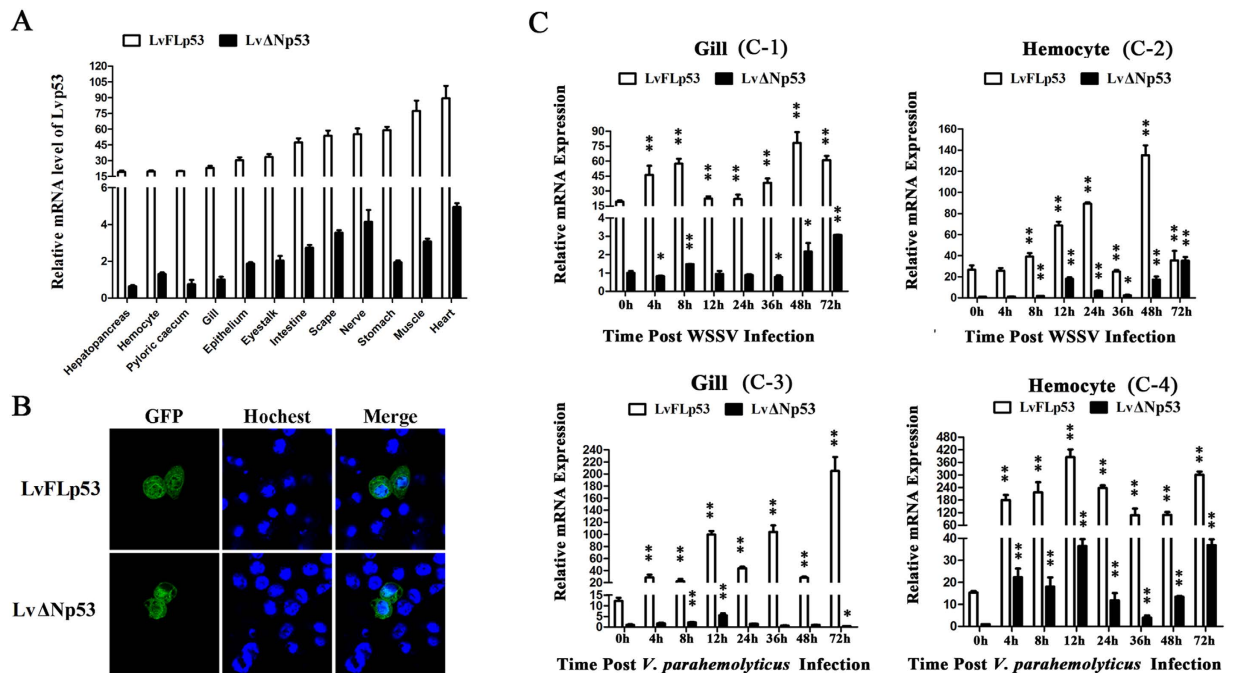 A
LvFLp53
LvΔNp53
Relative mRNA level of Lvp53
120
105
90
75
60
45
30
15
6
4
2
0
Hepatopancreas
Hemocyte
Pyloric caecum
Gill
Epithelium
Eyestalk
Intestine
Scape
Nerve
Stomach
Muscle
Heart
B
GFP Hochest Merge
LvFLp53
LvΔNp53
C
Gill (C-1)
LvFLp53 LvΔNp53
Relative mRNA Expression
90
75
60
45
30
15
4
3
2
1
0
** ** ** ** ** ** **
* ** * * **
0h 4h 8h 12h 24h 36h 48h 72h
Time Post WSSV Infection
Hemocyte (C-2)
LvFLp53 LvΔNp53
Relative mRNA Expression
160
140
120
100
80
60
40
20
0
** ** ** ** ** **
** ** ** * ** **
0h 4h 8h 12h 24h 36h 48h 72h
Time Post WSSV Infection
Gill (C-3)
LvFLp53 LvΔNp53
Relative mRNA Expression
240
220
200
180
160
140
120
100
80
60
40
20
15
10
5
0
** ** ** ** ** ** **
** ** *
0h 4h 8h 12h 24h 36h 48h 72h
Time Post V. parahemolyticus Infection
Hemocyte (C-4)
LvFLp53 LvΔNp53
Relative mRNA Expression
480
420
360
300
240
180
120
60
40
30
20
10
0
** ** ** ** ** ** **
** ** ** ** ** ** **
0h 4h 8h 12h 24h 36h 48h 72h
Time Post V. parahemolyticus Infection